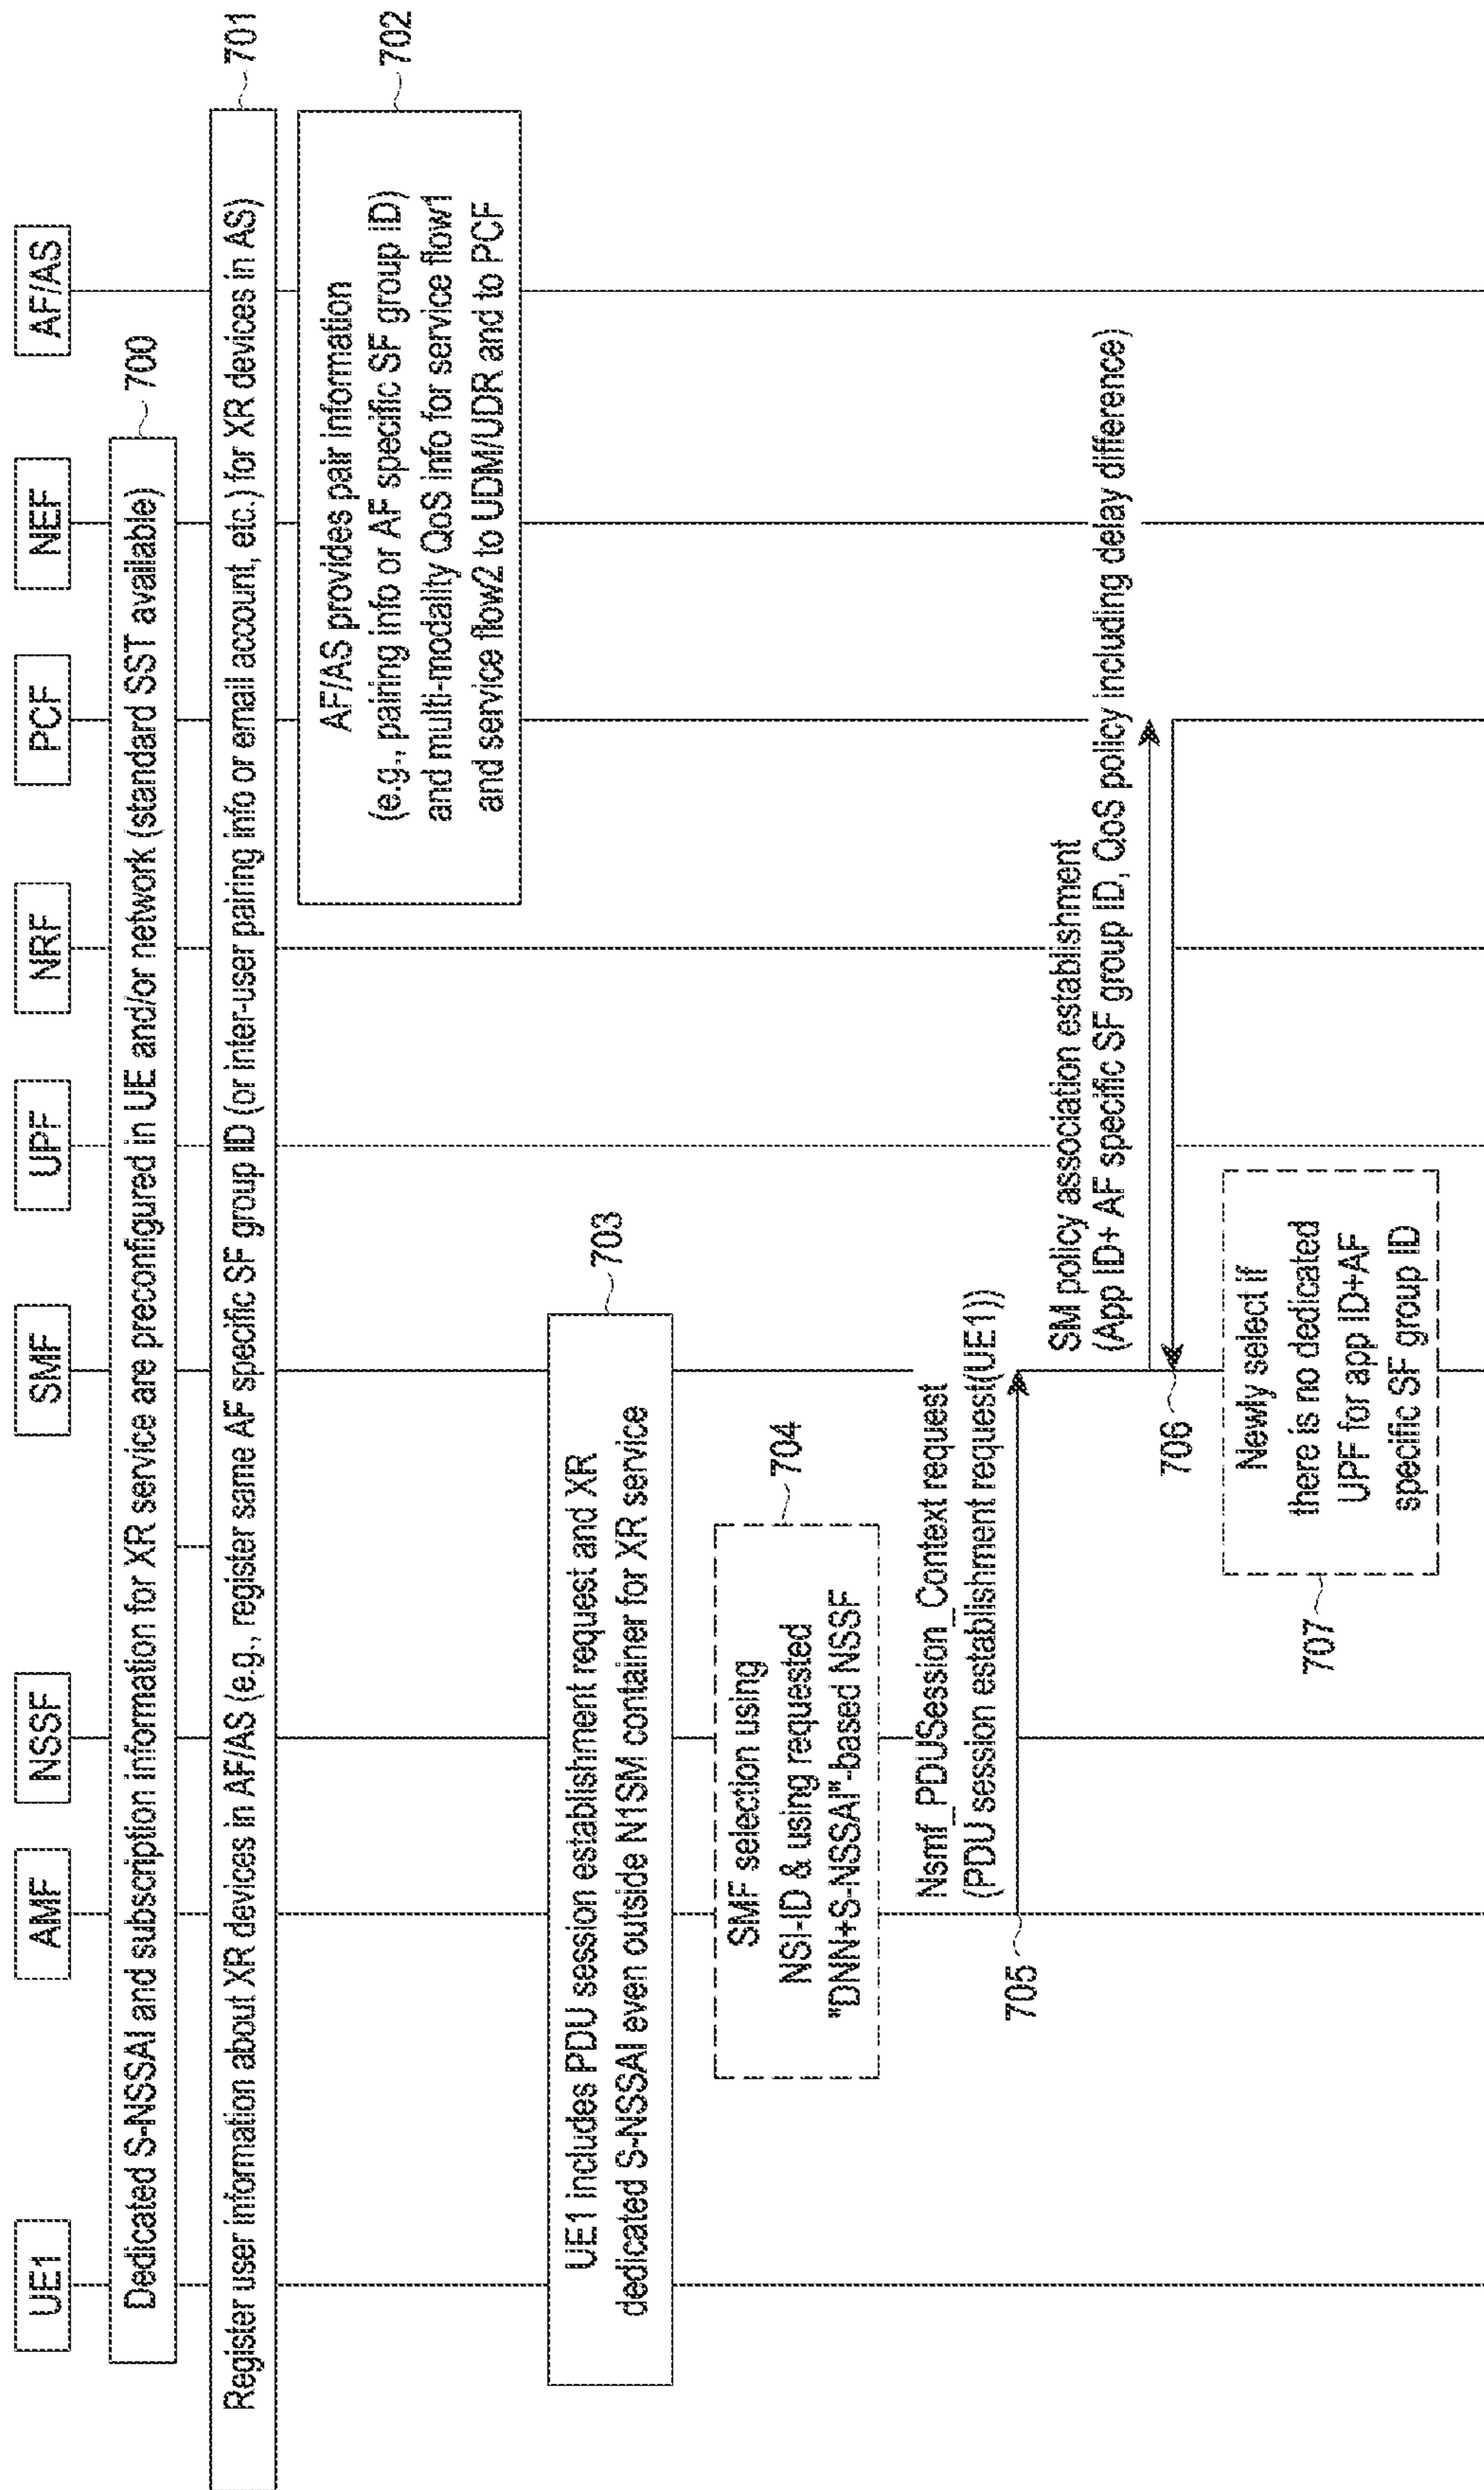 UE1
AMF
NSSF
SMF
UPF
NRF
PCF
NEF
AF/AS
Dedicated S-NSSAI and subscription information for XR service are preconfigured in UE and/or network (standard SST available)
700
Register user information about XR devices in AF/AS (e.g., register same AF specific SF group ID (or inter-user pairing info or email account, etc.) for XR devices in AS)
701
AF/AS provides pair information
(e.g., pairing info or AF specific SF group ID)
and multi-modality QoS info for service flow1
and service flow2 to UDM/UDR and to PCF
702
UE1 includes PDU session establishment request and XR
dedicated S-NSSAI even outside N1SM container for XR service
703
SMF selection using
NSI-ID & using requested
"DNN+S-NSSAI"-based NSSF
704
Nsmf_PDUSession_Context request
(PDU session establishment request(UE1))
705
SM policy association establishment
(App ID+ AF specific SF group ID, QoS policy including delay difference)
706
Newly select if
there is no dedicated
UPF for app ID+AF
specific SF group ID
707